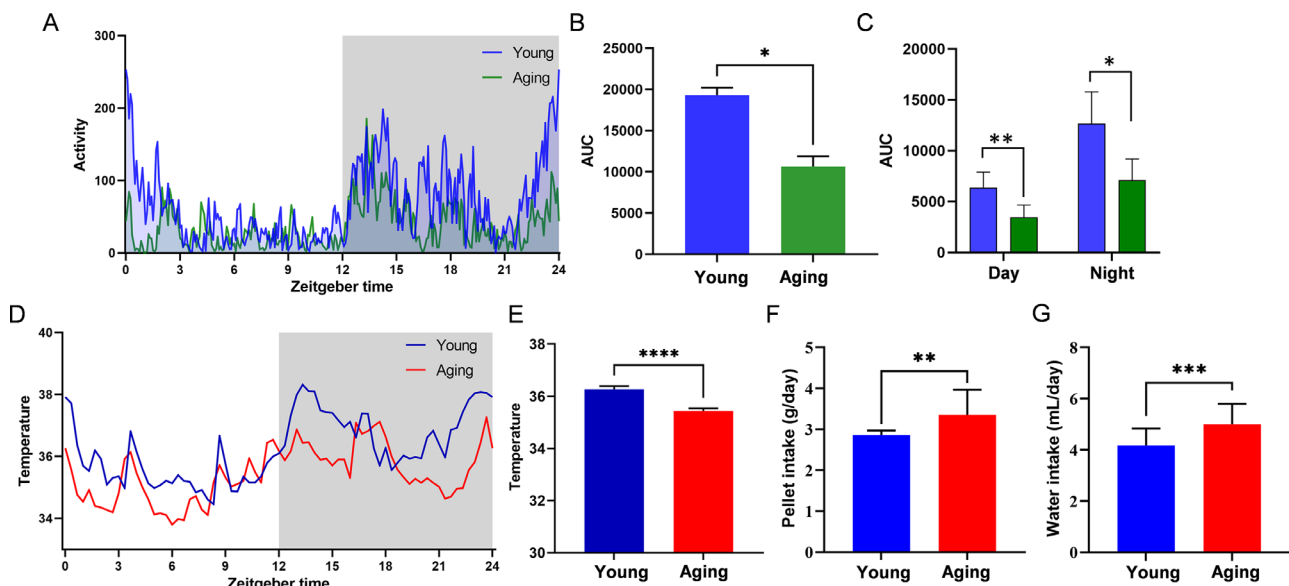 A
Activity
300
200
100
0
Young
Aging
0 3 6 9 12 15 18 21 24
Zeitgeber time
B
AUC
25000
20000
15000
10000
5000
0
*
Young Aging
C
AUC
20000
15000
10000
5000
0
**
*
Day Night
D
Temperature
40
38
36
34
Young
Aging
0 3 6 9 12 15 18 21 24
Zeitgeber time
E
Temperature
38
36
34
32
30
****
Young Aging
F
Pellet intake (g/day)
5
4
3
2
1
0
**
Young Aging
G
Water intake (mL/day)
8
6
4
2
0
***
Young Aging